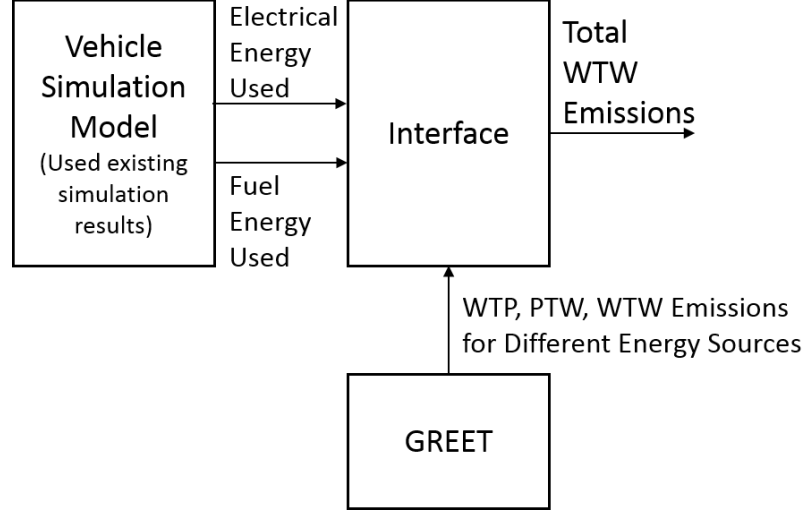 Vehicle
Simulation
Model
(Used existing
simulation
results)
Electrical
Energy
Used
Fuel
Energy
Used
Interface
Total
WTW
Emissions
WTP, PTW, WTW Emissions
for Different Energy Sources
GREET